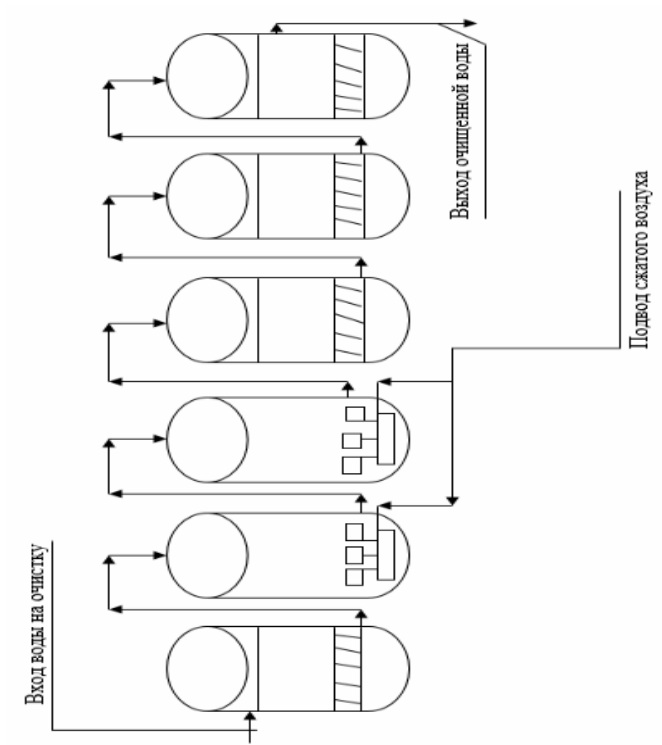 Выход очищенной воды
Подвод сжатого воздуха
Вход воды на очистку